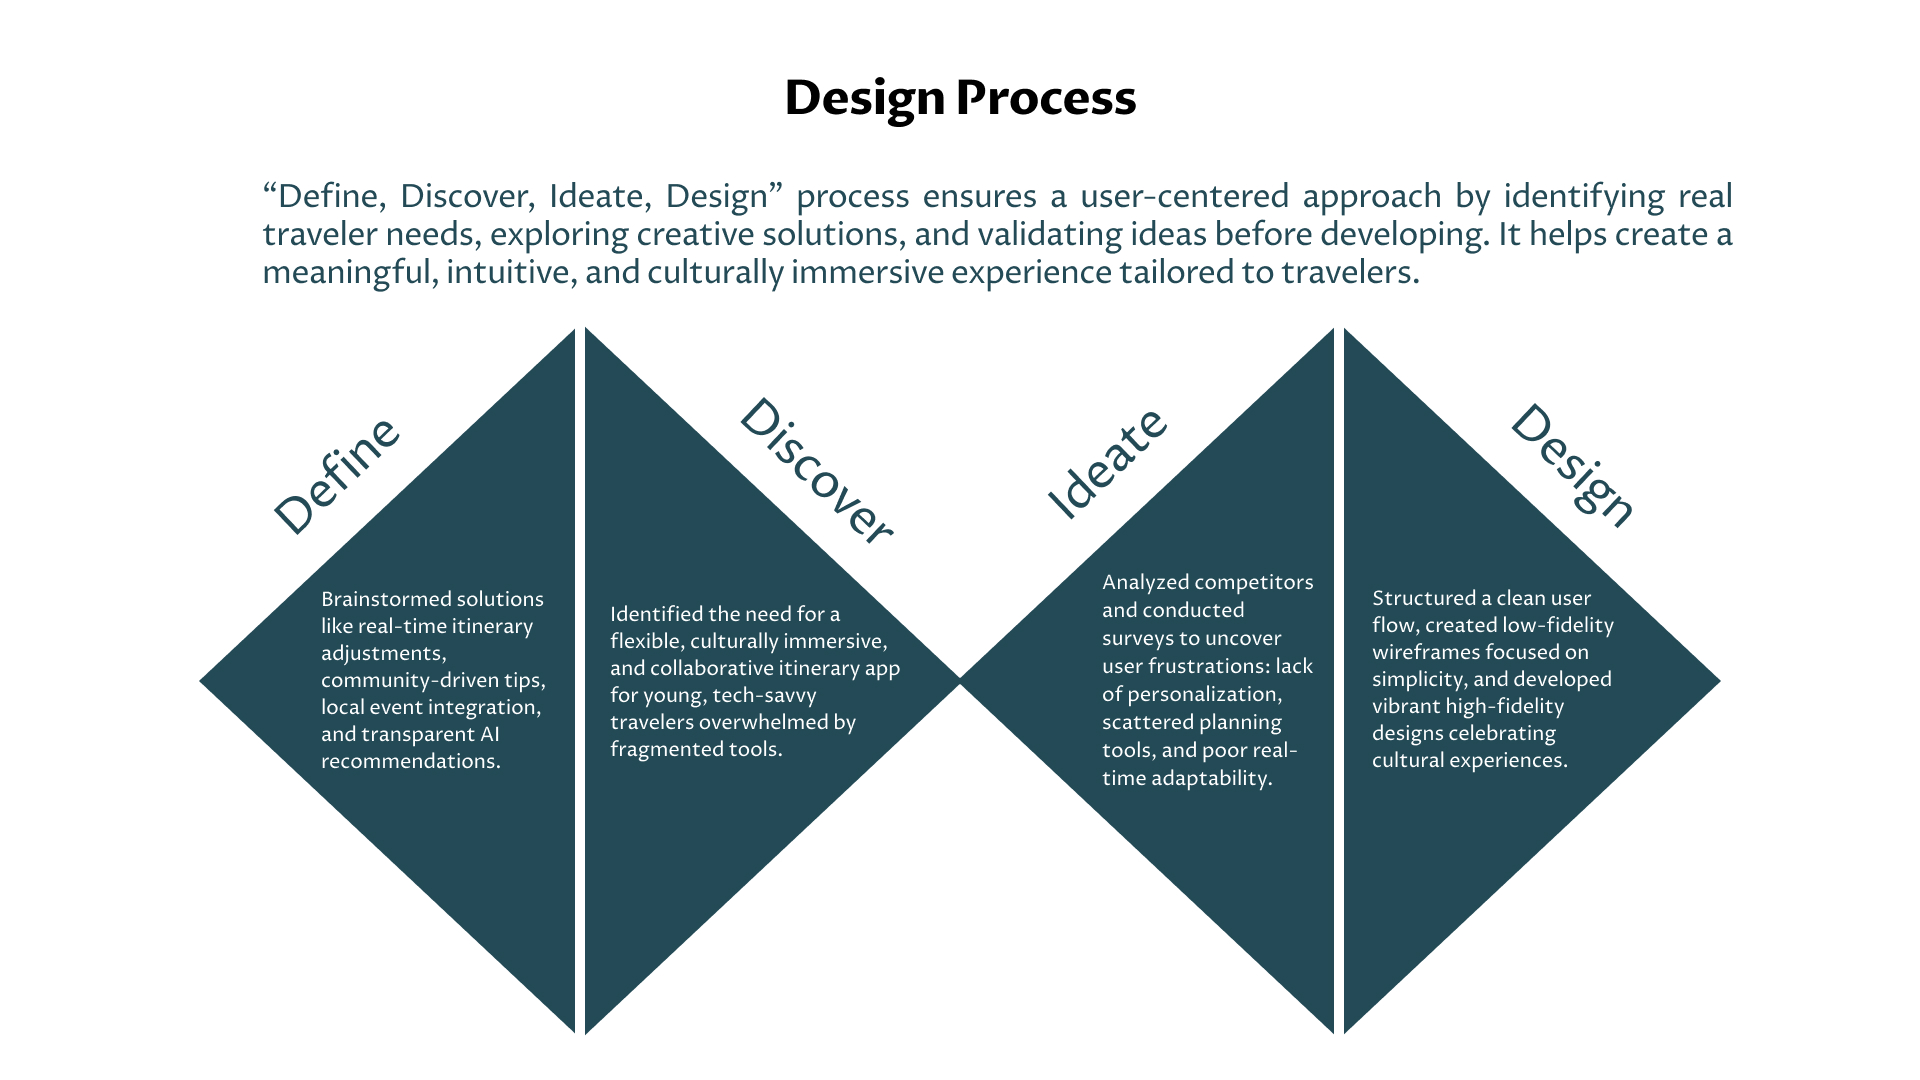 Design Process
“Define, Discover, Ideate, Design” process ensures a user-centered approach by identifying real
traveler needs, exploring creative solutions, and validating ideas before developing. It helps create a
meaningful, intuitive, and culturally immersive experience tailored to travelers.
Define
Brainstormed solutions
like real-time itinerary
adjustments,
community-driven tips,
local event integration,
and transparent AI
recommendations.
Discover
Identified the need for a
flexible, culturally immersive,
and collaborative itinerary app
for young, tech-savvy
travelers overwhelmed by
fragmented tools.
Ideate
Analyzed competitors
and conducted
surveys to uncover
user frustrations: lack
of personalization,
scattered planning
tools, and poor real-
time adaptability.
Design
Structured a clean user
flow, created low-fidelity
wireframes focused on
simplicity, and developed
vibrant high-fidelity
designs celebrating
cultural experiences.